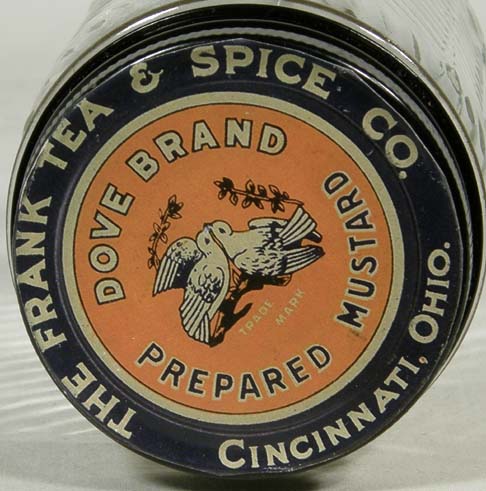 THE FRANK TEA & SPICE CO.
CINCINNATI, OHIO.
DOVE BRAND
PREPARED MUSTARD
TRADE MARK